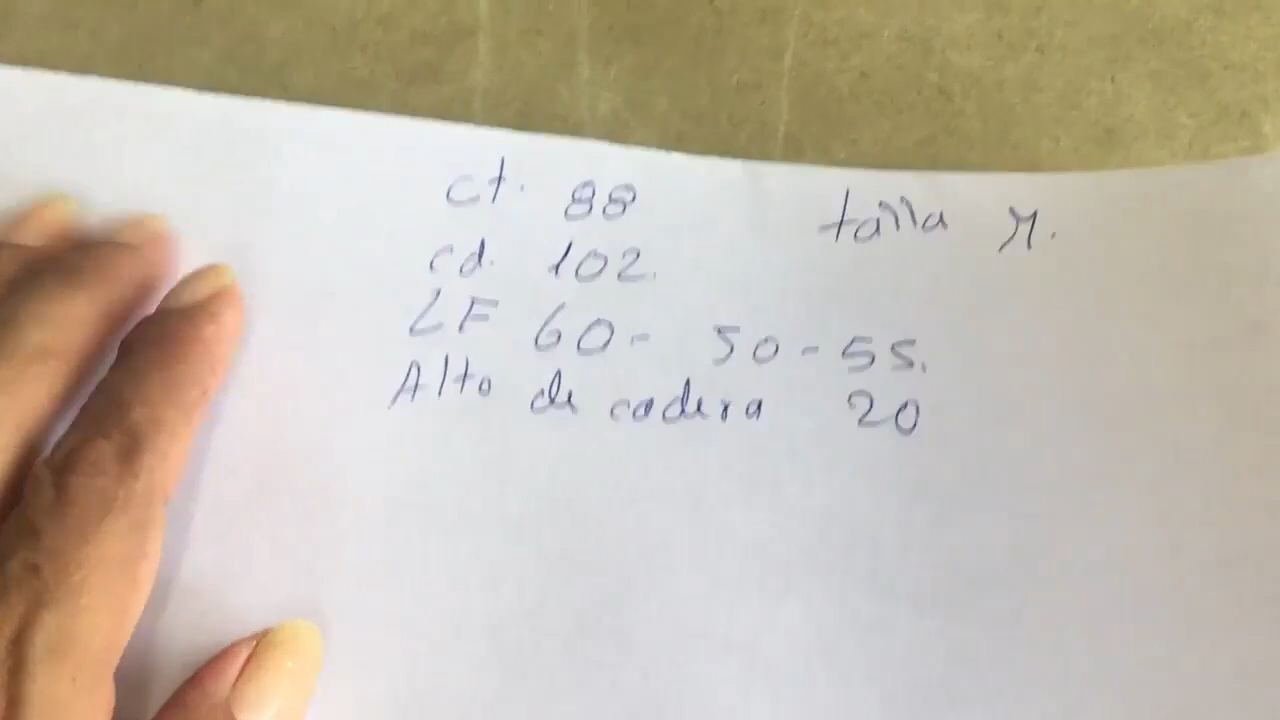 ct. 88
talla M.
cd. 102.
LF 60- 50-55.
Alto de cadera 20